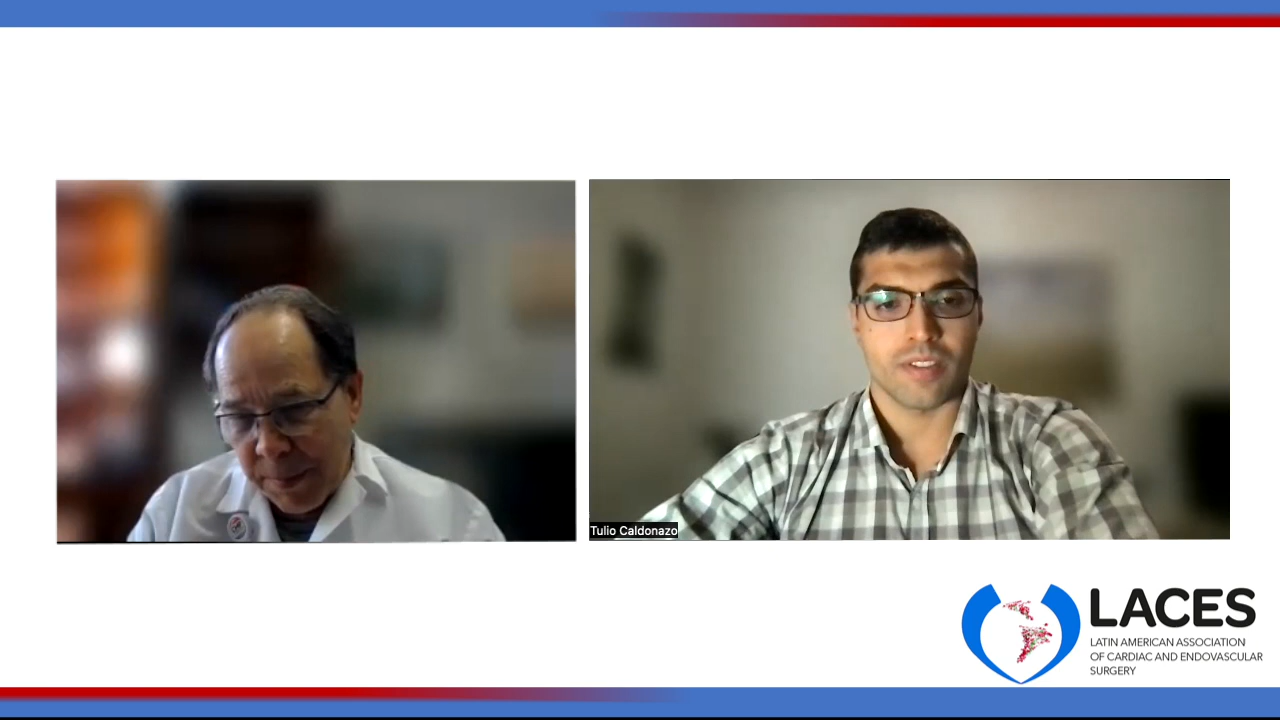 Tulio Caldonazo
LACES
LATIN AMERICAN ASSOCIATION
OF CARDIAC AND ENDOVASCULAR
SURGERY